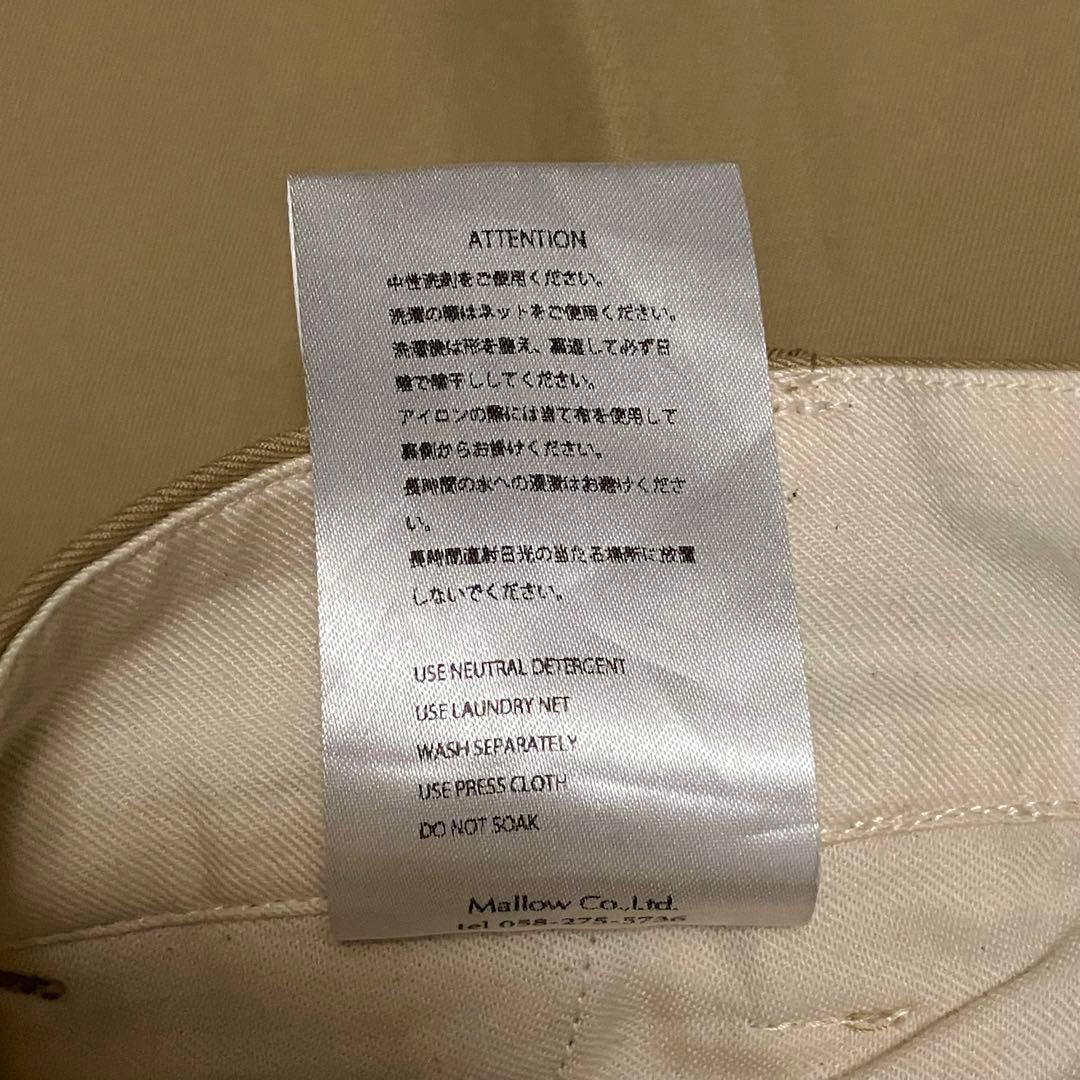 ATTENTION
中性洗剤をご使用ください。
洗濯の際はネットをご使用ください。
洗濯後は形を整え、裏返して必ず日
陰で陰干ししてください。
アイロンの際には当て布を使用して
裏側からお掛けください。
長時間の水への浸漬はお避けくださ
い。
長時間直射日光の当たる場所に放置
しないでください。
USE NEUTRAL DETERGENT
USE LAUNDRY NET
WASH SEPARATELY
USE PRESS CLOTH
DO NOT SOAK
Mallow Co.,Ltd.
tel 058-275-5736